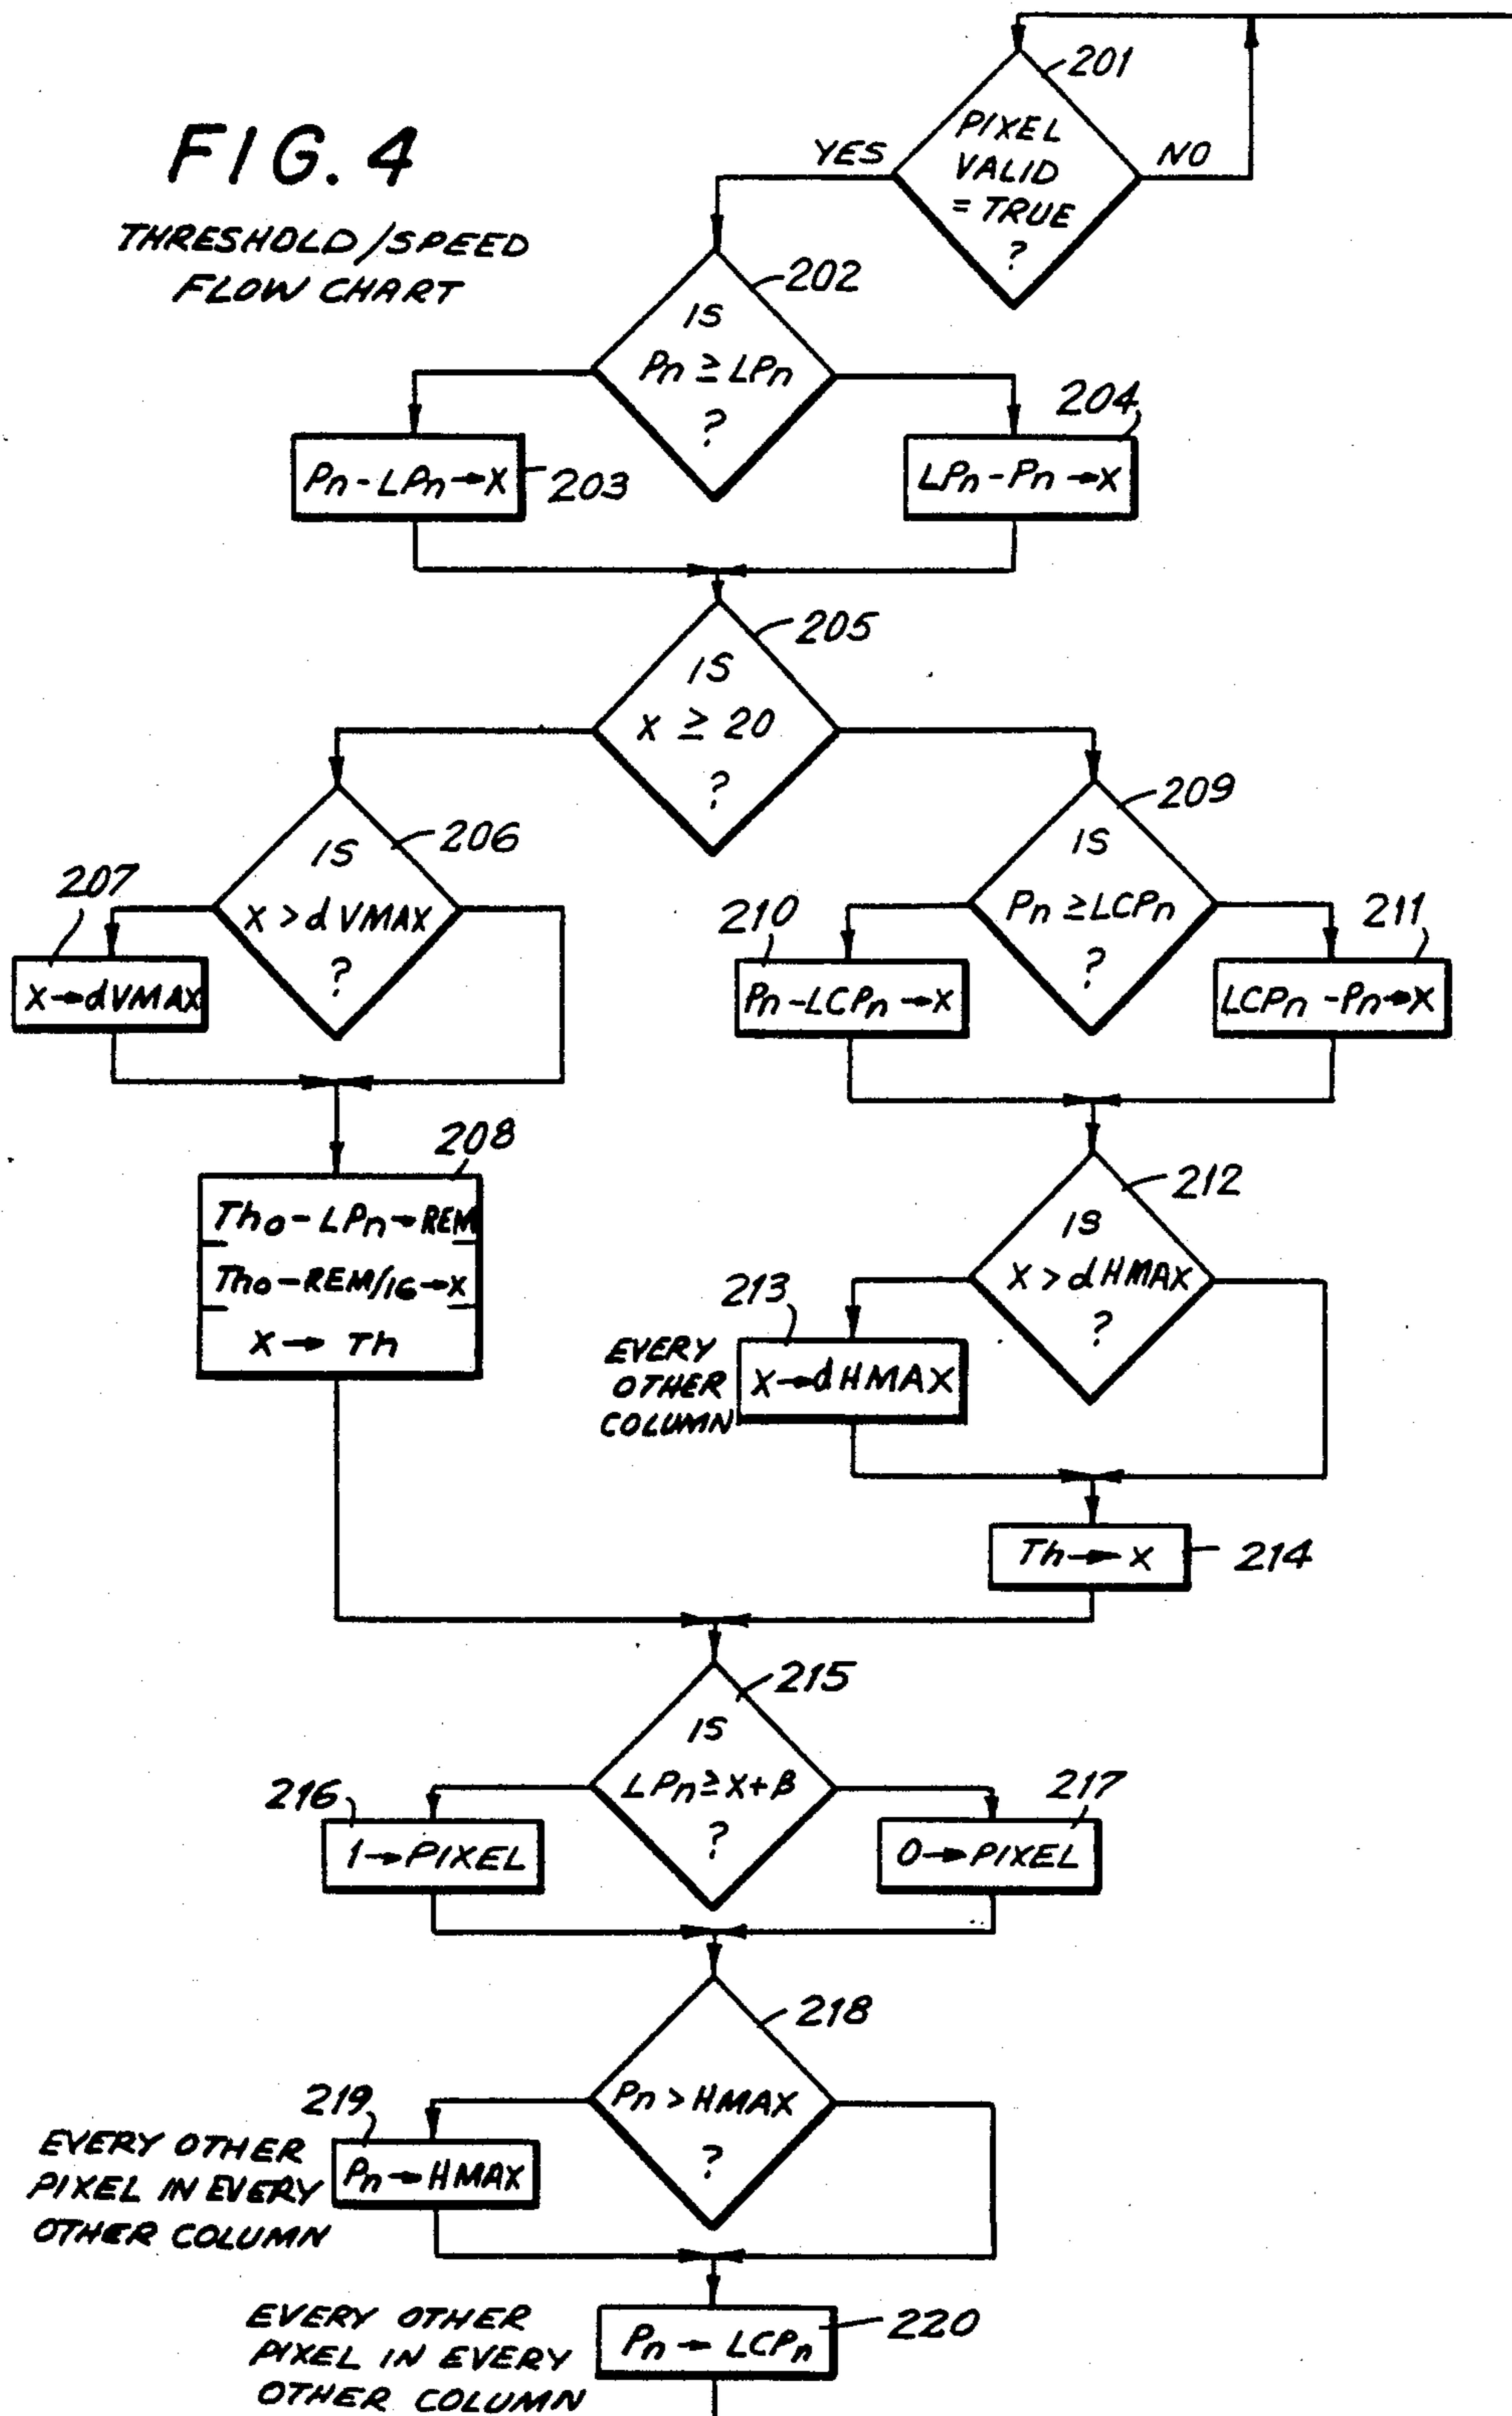 FIG. 4
THRESHOLD/SPEED
FLOW CHART
201
PIXEL
VALID
= TRUE
?
YES
NO
202
IS
Pn ≥ LPn
?
203
Pn - LPn → X
204
LPn - Pn → X
205
IS
X ≥ 20
?
206
IS
X > dVMAX
?
207
X → dVMAX
208
Tho - LPn → REM
Tho - REM/16 → X
X → Th
209
IS
Pn ≥ LCPn
?
210
Pn - LCPn → X
211
LCPn - Pn → X
212
IS
X > dHMAX
?
213
EVERY
OTHER
COLUMN
X → dHMAX
Th → X
214
215
IS
LPn ≥ X + β
?
216
1 → PIXEL
217
0 → PIXEL
218
Pn > HMAX
?
219
EVERY OTHER
PIXEL IN EVERY
OTHER COLUMN
Pn → HMAX
EVERY OTHER
PIXEL IN EVERY
OTHER COLUMN
Pn → LCPn
220